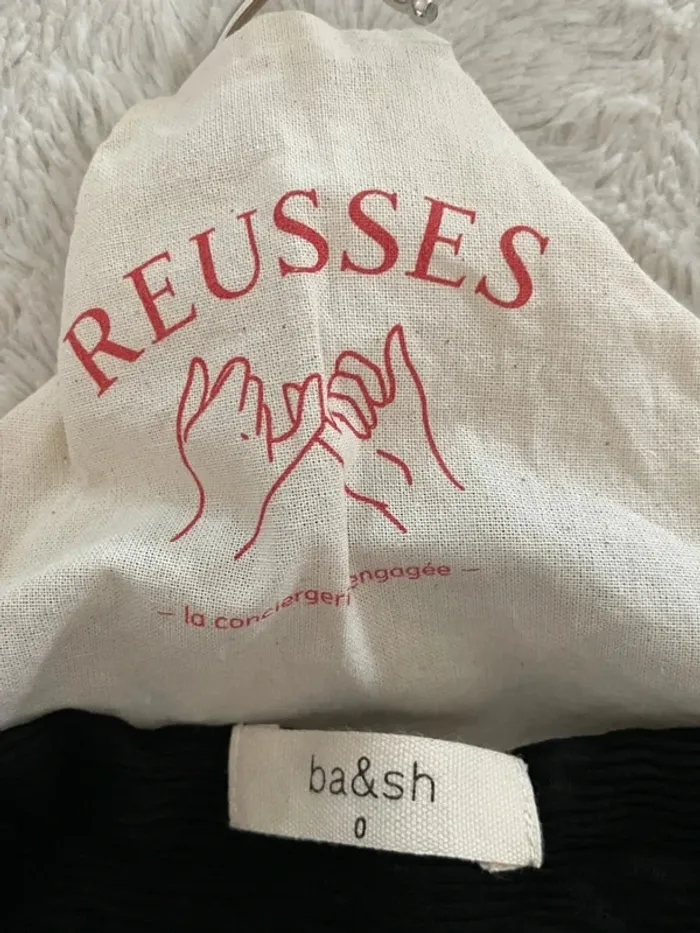 REUSSES
– la conciergeri engagée –
ba&sh
0